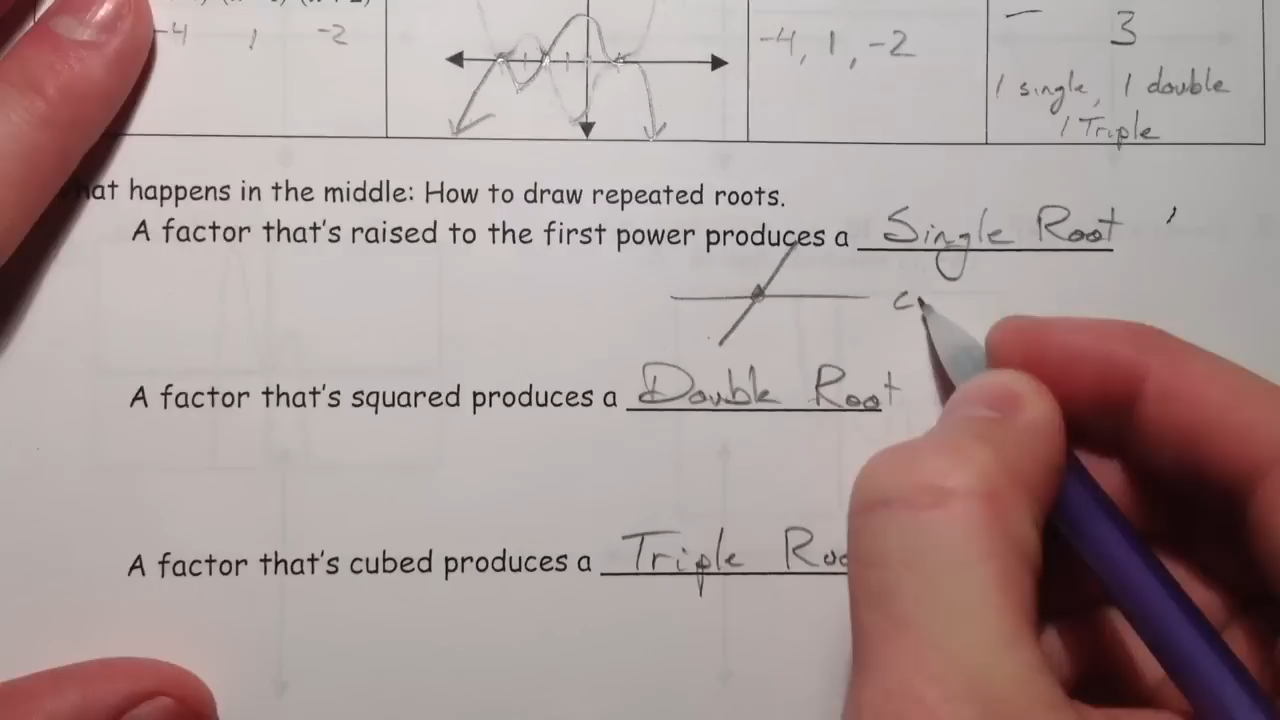 -4 1 -2
-4, 1, -2
3
1 single, 1 double
1 Triple
hat happens in the middle: How to draw repeated roots.
A factor that's raised to the first power produces a Single Root
A factor that's squared produces a Double Root
A factor that's cubed produces a Triple